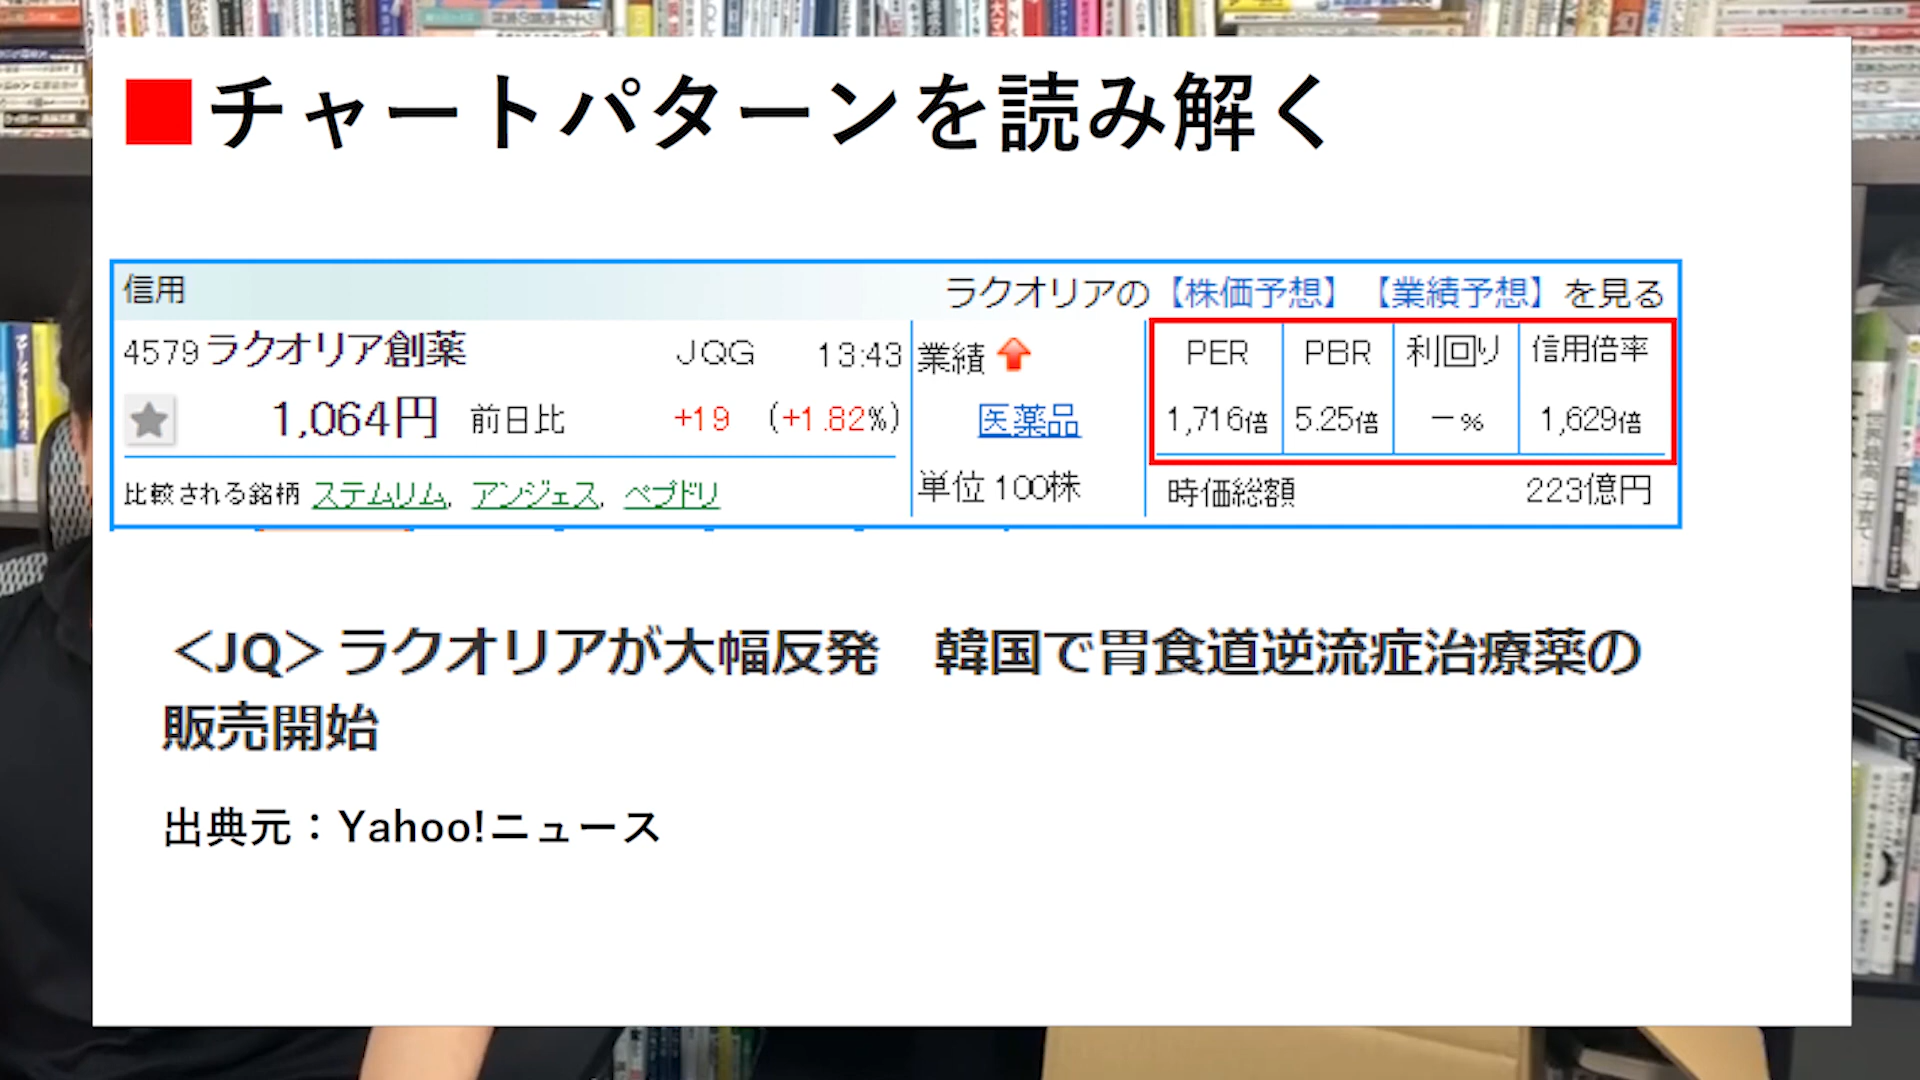 ■チャートパターンを読み解く
信用 ラクオリアの【株価予想】【業績予想】を見る
4579 ラクオリア創薬 JQG 13:43 業績 PER PBR 利回り 信用倍率
1,064円 前日比 +19 (+1.82%) 医薬品 1,716倍 5.25倍 －% 1,629倍
比較される銘柄 ステムリム, アンジェス, ペプドリ 単位 100株 時価総額 223億円
＜JQ＞ラクオリアが大幅反発　韓国で胃食道逆流症治療薬の
販売開始
出典元：Yahoo!ニュース